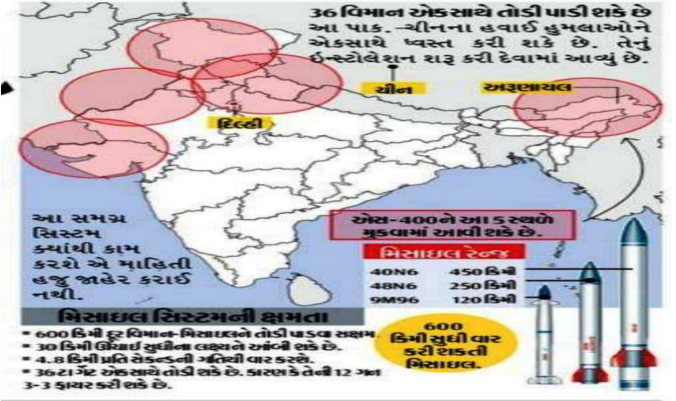 36 વિમાન એકસાથે તોડી પાડી શકે છે
આ પાક. -ચીનના હવાઈ હુમલાઓને
એકસાથે ધ્વસ્ત કરી શકે છે. તેનું
ઇન્સ્ટોલેશન શરૂ કરી દેવામાં આવ્યું છે.
ચીન
અરૂણાચલ
દિલ્હી
આ સમગ્ર
સિસ્ટમ
ક્યાંથી કામ
કરશે એ માહિતી
હજુ જાહેર કરાઈ
નથી.
એસ-400ને આ 5 સ્થળે
મુકવામાં આવી શકે છે.
મિસાઇલ રેન્જ
40N6 450 કિમી
48N6 250 કિમી
9M96 120 કિમી
મિસાઇલ સિસ્ટમની ક્ષમતા
* 600 કિમી દૂર વિમાન-મિસાઇલને તોડી પાડવા સક્ષમ
* 30 કિમી ઊંચાઈ સુધીના લક્ષ્યને આંબી શકે છે.
* 4.8 કિમી પ્રતિ સેકન્ડની ગતિથી વાર કરશે.
* 36 ટાર્ગેટ એકસાથે તોડી શકે છે. કારણ કે તેની 12 ગન
3-3 ફાયર કરી શકે છે.
600
કિમી સુધી વાર
કરી શકતી
મિસાઇલ.